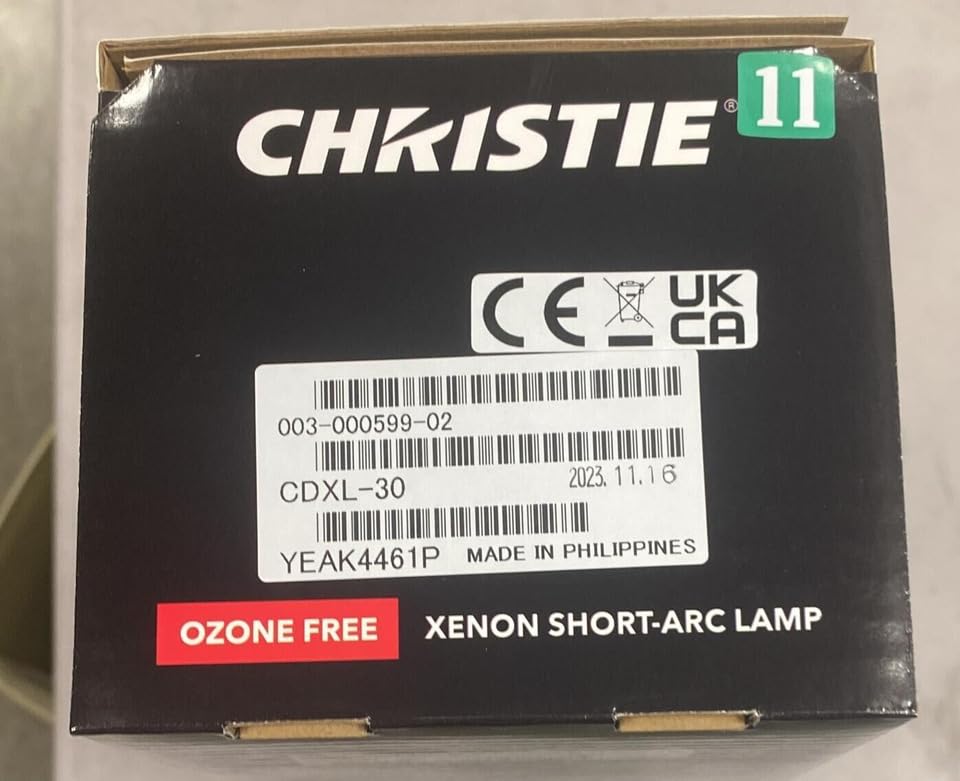 CHRISTIE® 11
CE UK
CA
003-000599-02
CDXL-30 2023.11.16
YEAK4461P MADE IN PHILIPPINES
OZONE FREE XENON SHORT-ARC LAMP